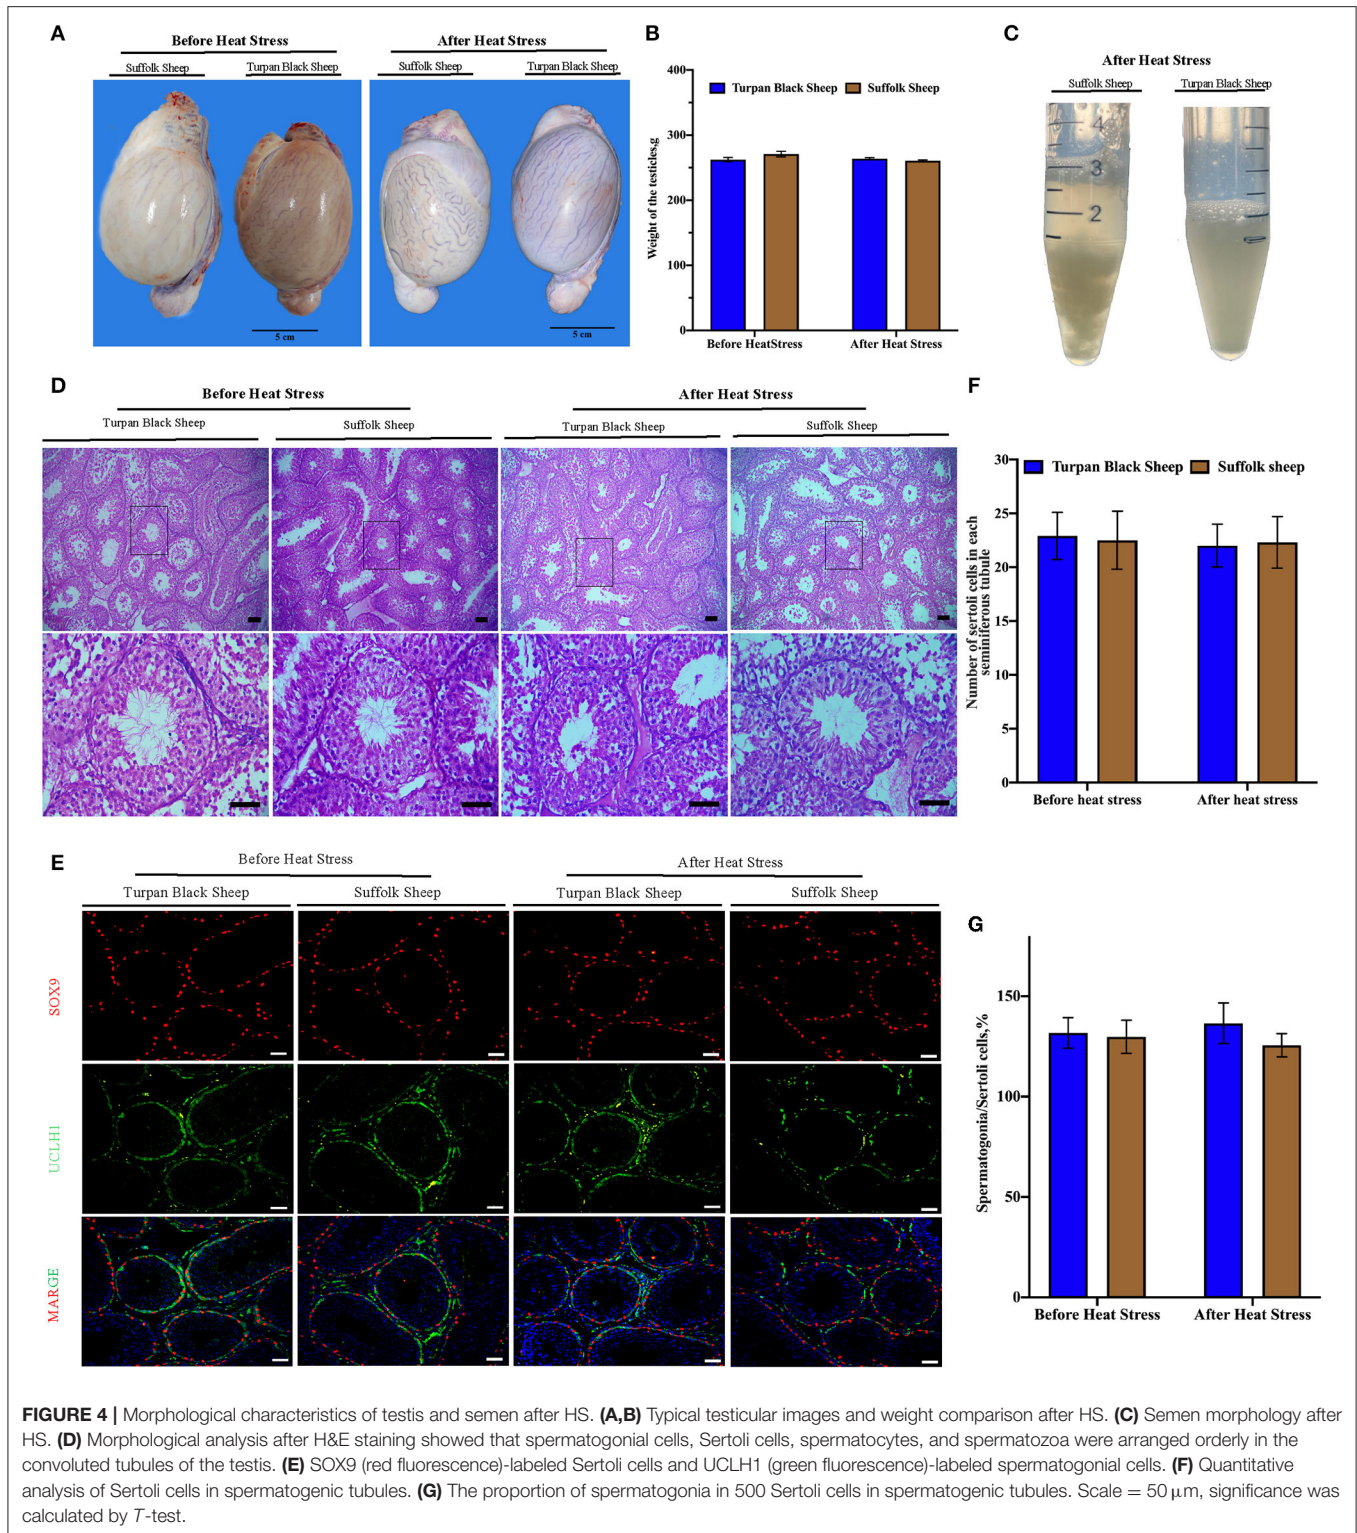 A
Before Heat Stress
After Heat Stress
Suffolk Sheep
Turpan Black Sheep
Suffolk Sheep
Turpan Black Sheep
5 cm
5 cm
B
Weight of the testicles,g
400
300
200
100
0
Turpan Black Sheep
Suffolk Sheep
Before HeatStress
After Heat Stress
C
After Heat Stress
Suffolk Sheep
Turpan Black Sheep
4
3
2
D
Before Heat Stress
After Heat Stress
Turpan Black Sheep
Suffolk Sheep
Turpan Black Sheep
Suffolk Sheep
F
Number of sertoli cells in each
seminiferous tubule
30
25
20
15
10
5
0
Turpan Black Sheep
Suffolk sheep
Before heat stress
After heat stress
E
Before Heat Stress
After Heat Stress
Turpan Black Sheep
Suffolk Sheep
Turpan Black Sheep
Suffolk Sheep
SOX9
UCLH1
MARGE
G
Spermatogonia/Sertoli cells,%
150
100
50
0
Before Heat Stress
After Heat Stress
FIGURE 4 | Morphological characteristics of testis and semen after HS. (A,B) Typical testicular images and weight comparison after HS. (C) Semen morphology after
HS. (D) Morphological analysis after H&E staining showed that spermatogonial cells, Sertoli cells, spermatocytes, and spermatozoa were arranged orderly in the
convoluted tubules of the testis. (E) SOX9 (red fluorescence)-labeled Sertoli cells and UCLH1 (green fluorescence)-labeled spermatogonial cells. (F) Quantitative
analysis of Sertoli cells in spermatogenic tubules. (G) The proportion of spermatogonia in 500 Sertoli cells in spermatogenic tubules. Scale = 50 μm, significance was
calculated by T-test.